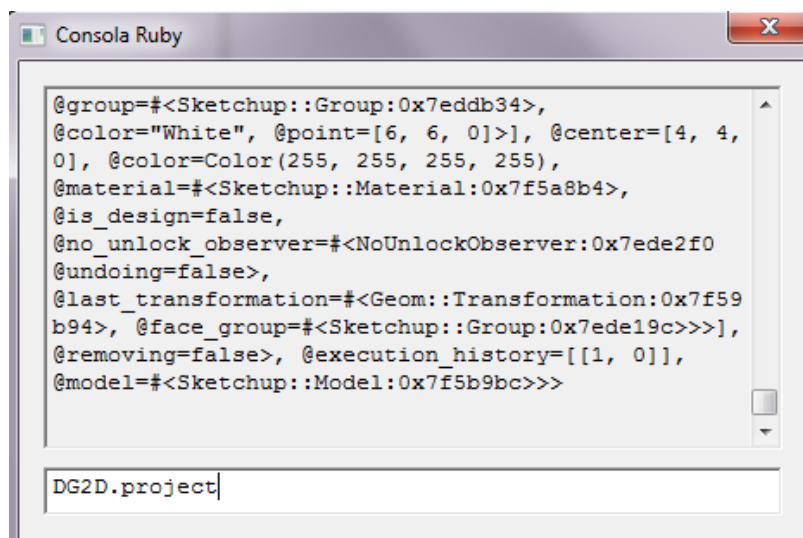 Consola Ruby
@group=#<Sketchup::Group:0x7eddb34>,
@color="White", @point=[6, 6, 0]>], @center=[4, 4,
0], @color=Color(255, 255, 255, 255),
@material=#<Sketchup::Material:0x7f5a8b4>,
@is_design=false,
@no_unlock_observer=#<NoUnlockObserver:0x7ede2f0
@undoing=false>,
@last_transformation=#<Geom::Transformation:0x7f59
b94>, @face_group=#<Sketchup::Group:0x7ede19c>>>],
@removing=false>, @execution_history=[[1, 0]],
@model=#<Sketchup::Model:0x7f5b9bc>>>
DG2D.project